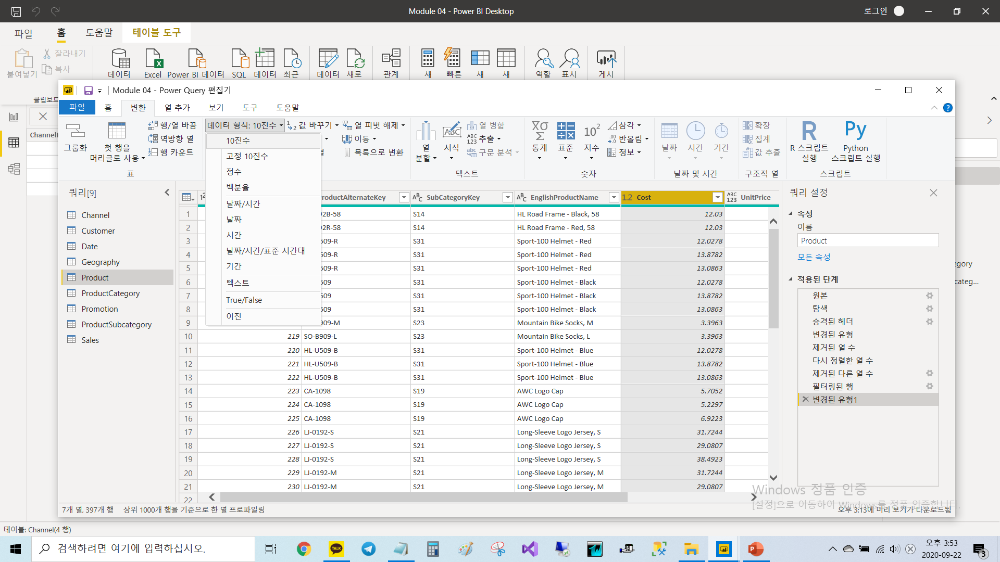 Module 04 - Power BI Desktop
로그인
파일
홈
도움말
테이블 도구
붙여넣기
잘라내기
복사
클립보드
데이터
Excel
Power BI 데이터
SQL
데이터
최근
데이터
새로
관계
새
빠른
새
새
역할
표시
게시
Module 04 - Power Query 편집기
파일
홈
변환
열 추가
보기
도구
도움말
그룹화
첫 행을
머리글로 사용
행/열 바꿈
역방향 열
행 카운트
표
데이터 형식: 10진수
값 바꾸기
열 피벗 해제
이동
목록으로 변환
열
분할
서식
열 병합
추출
구문 분석
텍스트
통계
표준
지수
삼각
반올림
정보
숫자
날짜
시간
기간
날짜 및 시간
확장
집계
값 추출
구조적 열
R 스크립트
실행
Python
스크립트 실행
스크립트
10진수
고정 10진수
정수
백분율
날짜/시간
날짜
시간
날짜/시간/표준 시간대
기간
텍스트
True/False
이진
쿼리[9]
Channel
Customer
Date
Geography
Product
ProductCategory
Promotion
ProductSubcategory
Sales
roductAlternateKey SubCategoryKey EnglishProductName 1.2 Cost UnitPrice
1 92B-58 S14 HL Road Frame - Black, 58 12.03
2 92R-58 S14 HL Road Frame - Red, 58 12.03
3 509-R S31 Sport-100 Helmet - Red 12.0278
4 509-R S31 Sport-100 Helmet - Red 13.8782
5 509-R S31 Sport-100 Helmet - Red 13.0863
6 509 S31 Sport-100 Helmet - Black 12.0278
7 509 S31 Sport-100 Helmet - Black 13.8782
8 509 S31 Sport-100 Helmet - Black 13.0863
9 909-M S23 Mountain Bike Socks, M 3.3963
10 219 SO-B909-L S23 Mountain Bike Socks, L 3.3963
11 220 HL-U509-B S31 Sport-100 Helmet - Blue 12.0278
12 221 HL-U509-B S31 Sport-100 Helmet - Blue 13.8782
13 222 HL-U509-B S31 Sport-100 Helmet - Blue 13.0863
14 223 CA-1098 S19 AWC Logo Cap 5.7052
15 224 CA-1098 S19 AWC Logo Cap 5.2297
16 225 CA-1098 S19 AWC Logo Cap 6.9223
17 226 LJ-0192-S S21 Long-Sleeve Logo Jersey, S 31.7244
18 227 LJ-0192-S S21 Long-Sleeve Logo Jersey, S 29.0807
19 228 LJ-0192-S S21 Long-Sleeve Logo Jersey, S 38.4923
20 229 LJ-0192-M S21 Long-Sleeve Logo Jersey, M 31.7244
21 230 LJ-0192-M S21 Long-Sleeve Logo Jersey, M 29.0807
22
쿼리 설정
속성
이름
Product
모든 속성
적용된 단계
원본
탐색
승격된 헤더
변경된 유형
제거된 열 수
다시 정렬한 열 수
제거된 다른 열 수
필터링된 행
변경된 유형1
egory
categ...
Windows 정품 인증
[설정]으로 이동하여 Windows를 정품 인증합니다.
7개 열, 397개 행 상위 1000개 행을 기준으로 한 열 프로파일링
오후 3:13에 미리 보기가 다운로드됨
테이블: Channel(4 행)
검색하려면 여기에 입력하십시오.
오후 3:53
2020-09-22
3